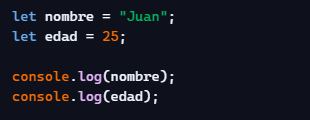 let nombre = "Juan";
let edad = 25;
console.log(nombre);
console.log(edad);